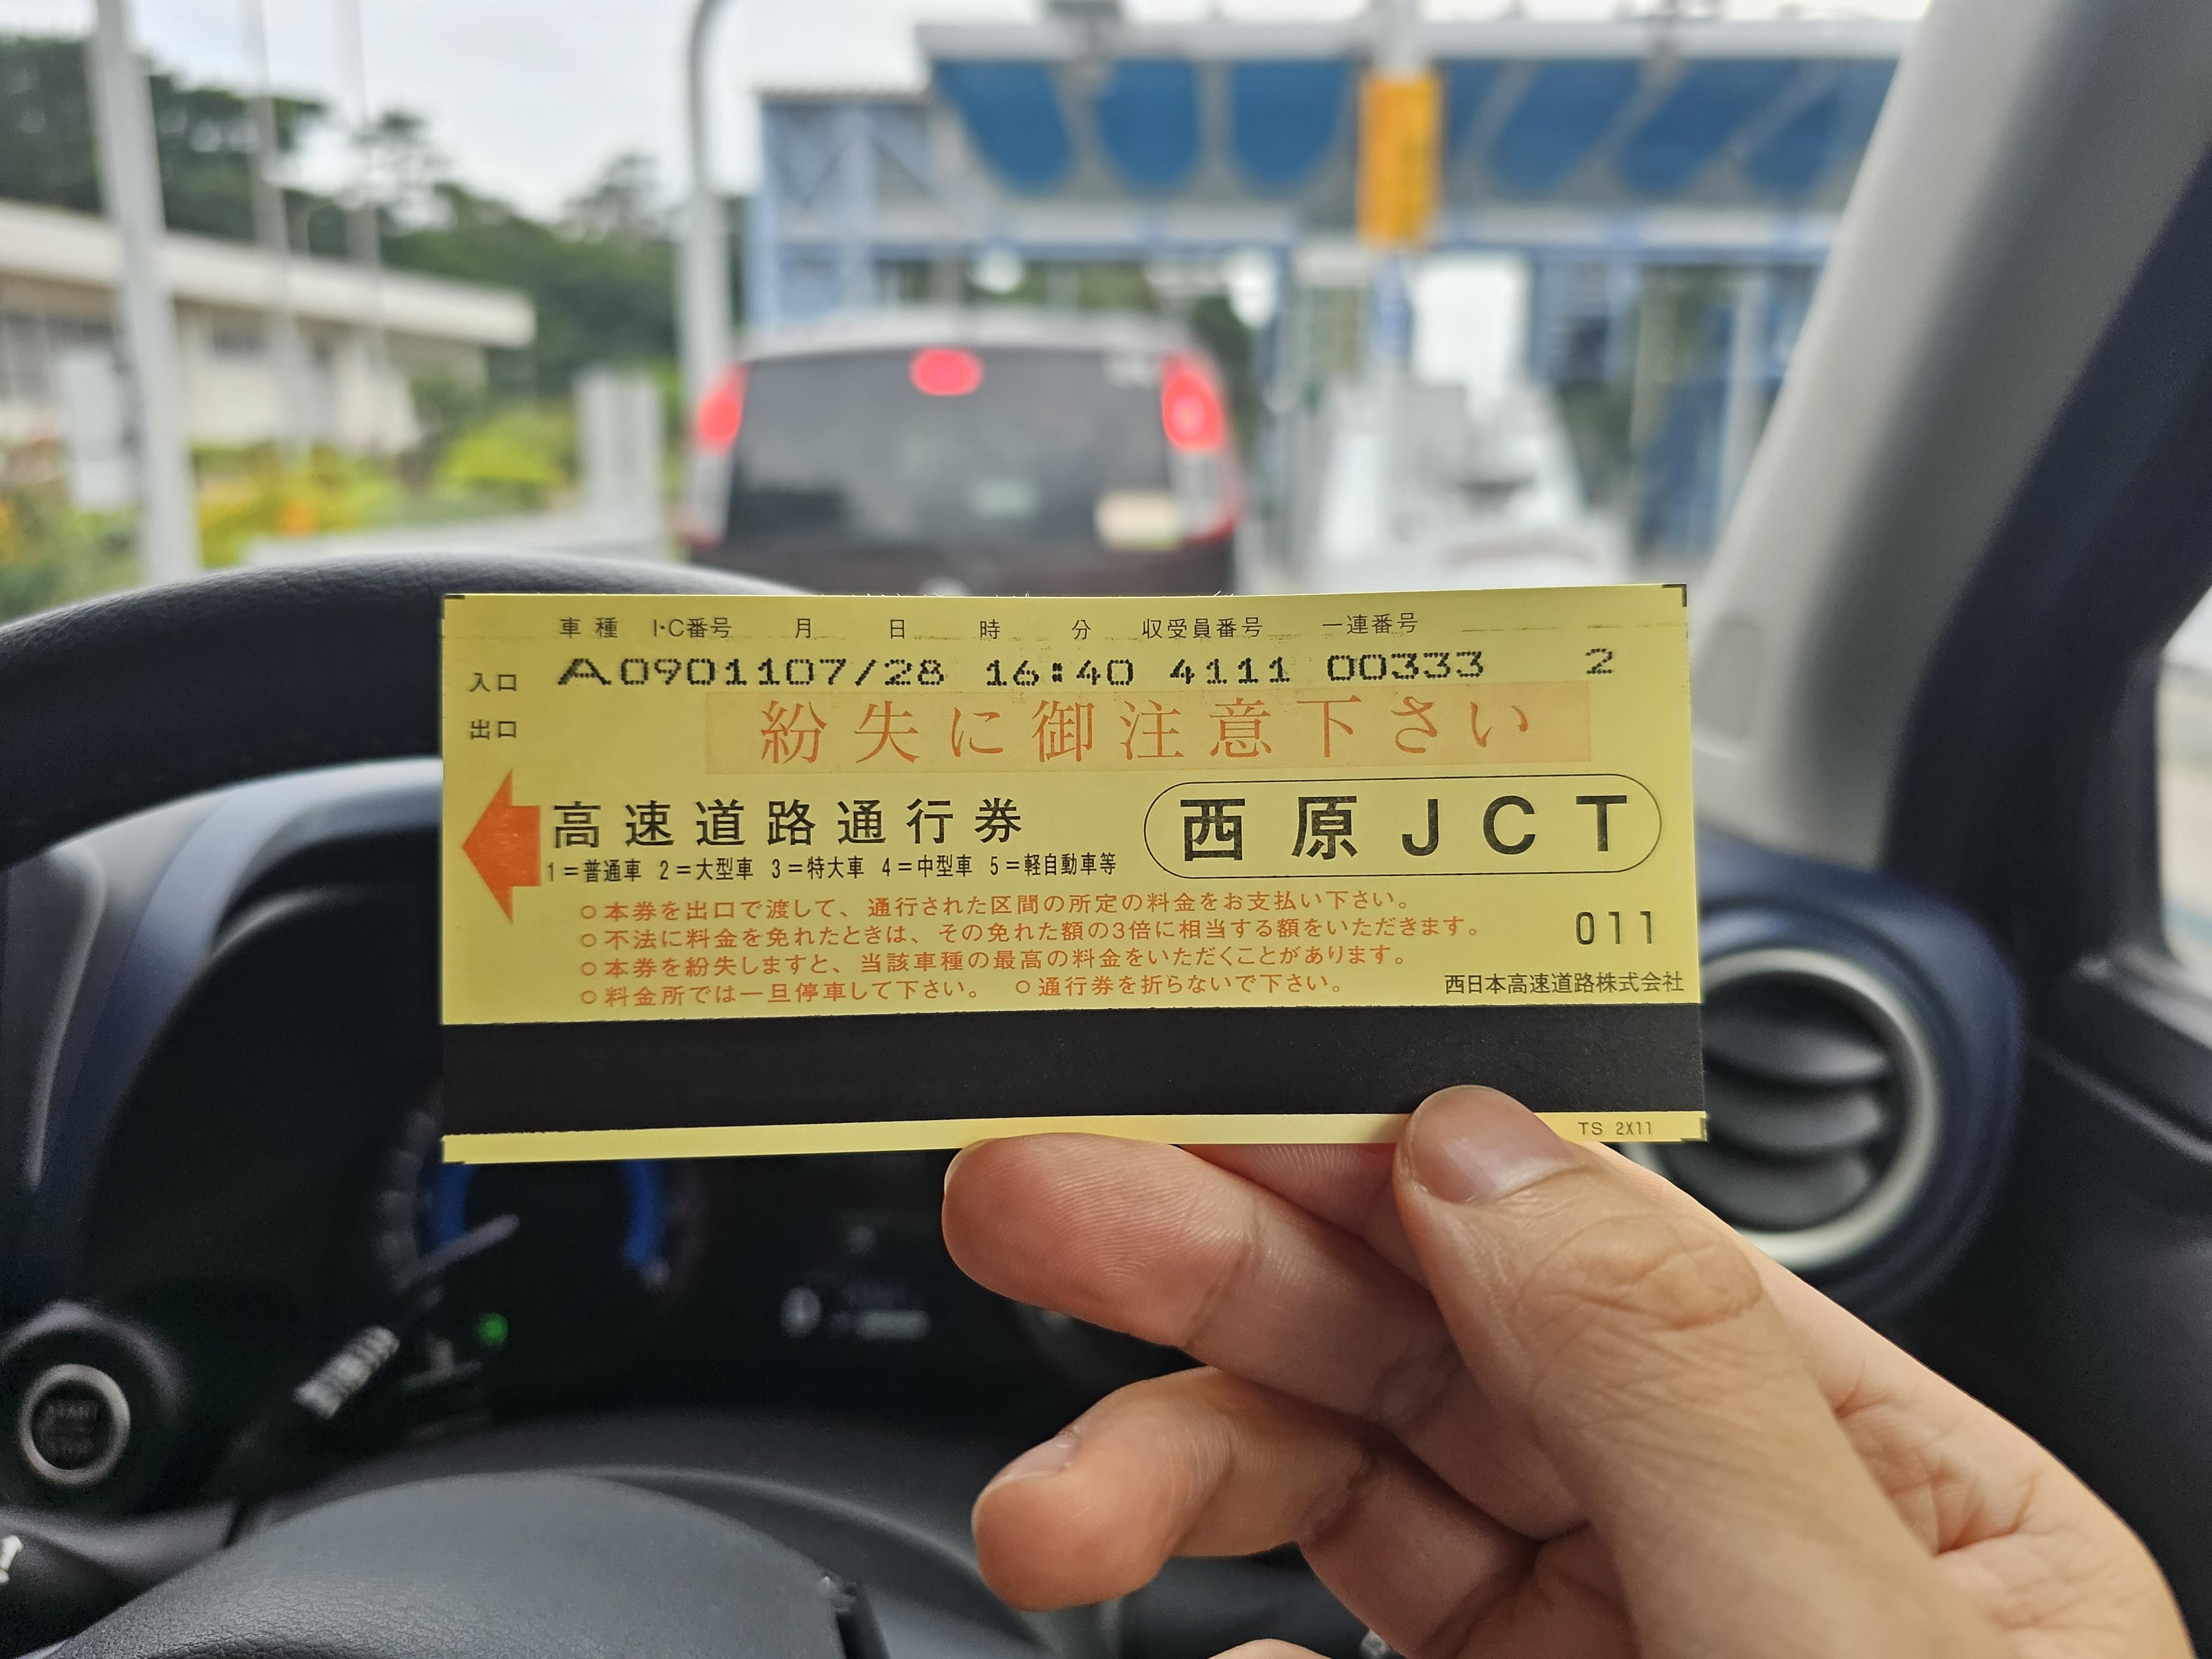 車種 I・C番号 月 日 時 分 収受員番号 一連番号
入口 A0901107/28 16:40 4111 00333 2
出口
紛失に御注意下さい
高速道路通行券 西原JCT
1=普通車 2=大型車 3=特大車 4=中型車 5=軽自動車等
○本券を出口で渡して、通行された区間の所定の料金をお支払い下さい。
○不法に料金を免れたときは、その免れた額の3倍に相当する額をいただきます。 011
○本券を紛失しますと、当該車種の最高の料金をいただくことがあります。
○料金所では一旦停車して下さい。 ○通行券を折らないで下さい。 西日本高速道路株式会社
TS 2X11